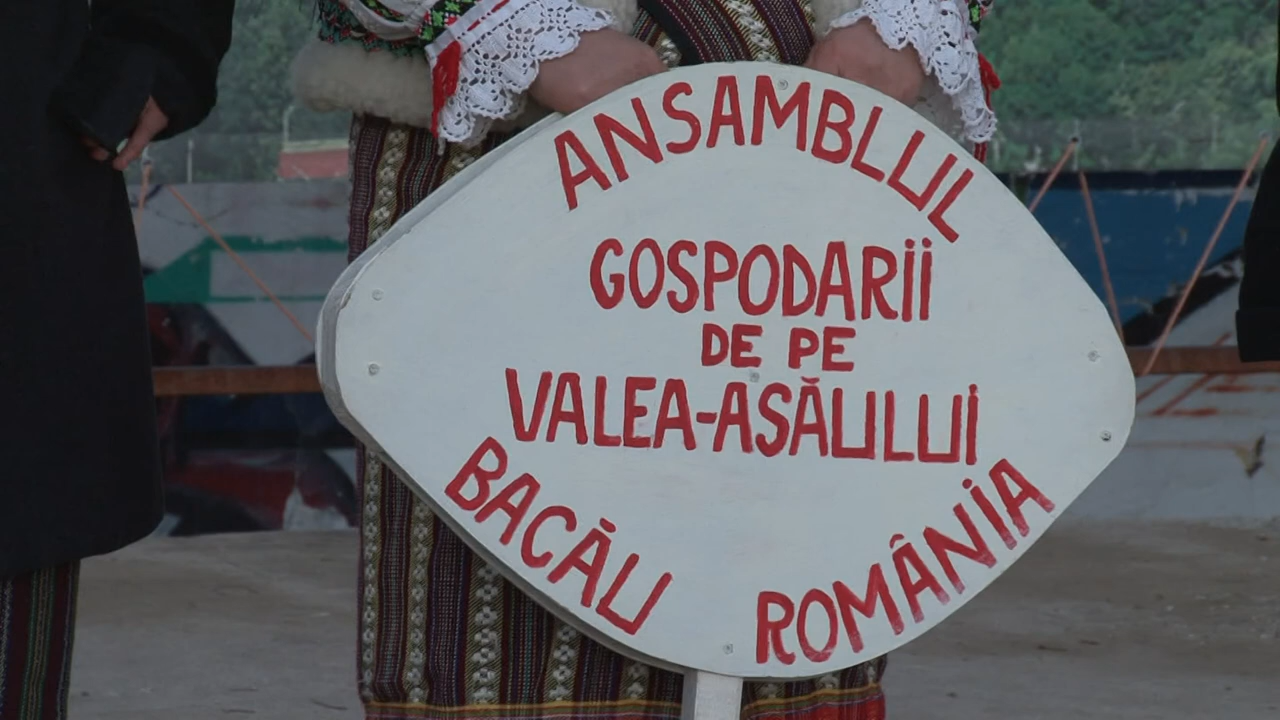 ANSAMBLUL
GOSPODARII
DE PE
VALEA-ASĂULUI
BACĂU
ROMÂNIA